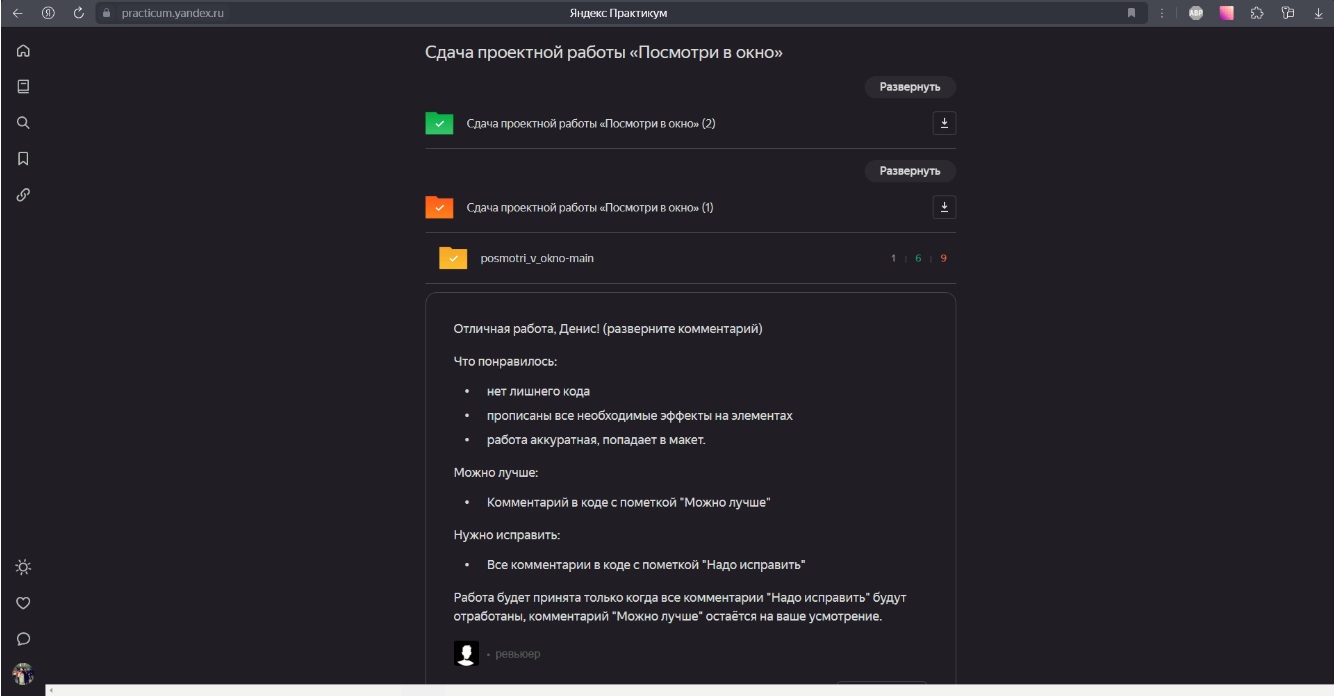 practicum.yandex.ru
Яндекс Практикум
ABP
Сдача проектной работы «Посмотри в окно»
Развернуть
Сдача проектной работы «Посмотри в окно» (2)
Развернуть
Сдача проектной работы «Посмотри в окно» (1)
posmotri_v_okno-main 1 | 6 | 9
Отличная работа, Денис! (разверните комментарий)
Что понравилось:
• нет лишнего кода
• прописаны все необходимые эффекты на элементах
• работа аккуратная, попадает в макет.
Можно лучше:
• Комментарий в коде с пометкой "Можно лучше"
Нужно исправить:
• Все комментарии в коде с пометкой "Надо исправить"
Работа будет принята только когда все комментарии "Надо исправить" будут
отработаны, комментарий "Можно лучше" остаётся на ваше усмотрение.
• ревьюер